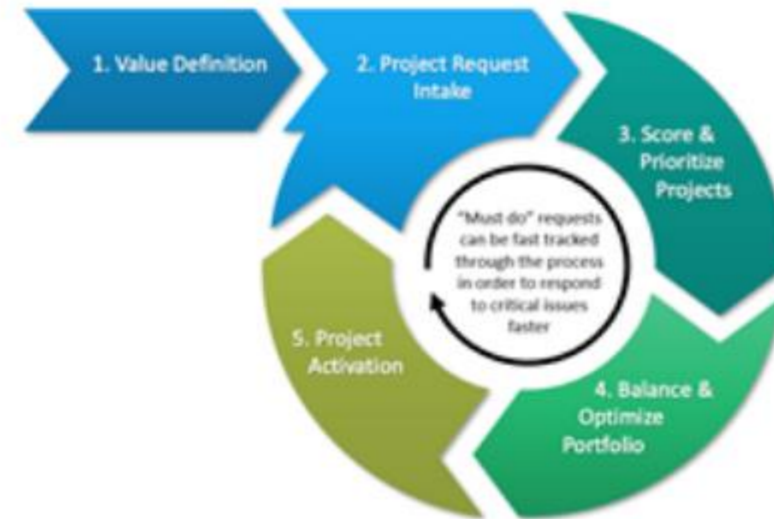 1. Value Definition
2. Project Request
Intake
3. Score &
Prioritize
Projects
"Must do" requests
can be fast tracked
through the process
in order to respond
to critical issues
faster
4. Balance &
Optimize
Portfolio
5. Project
Activation